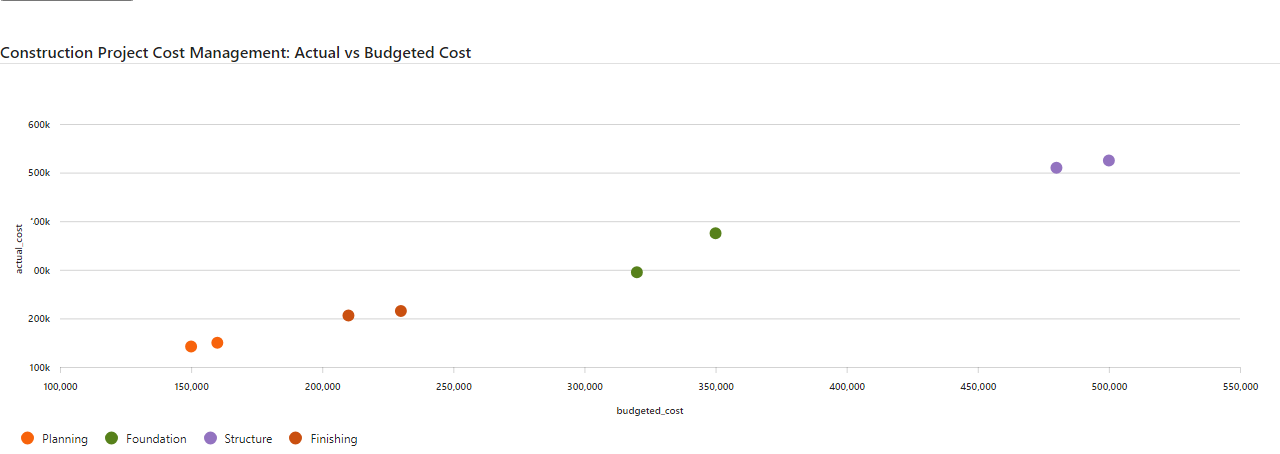 Construction Project Cost Management: Actual vs Budgeted Cost
600k
500k
00k
00k
200k
100k
actual_cost
100,000 150,000 200,000 250,000 300,000 350,000 400,000 450,000 500,000 550,000
budgeted_cost
Planning Foundation Structure Finishing